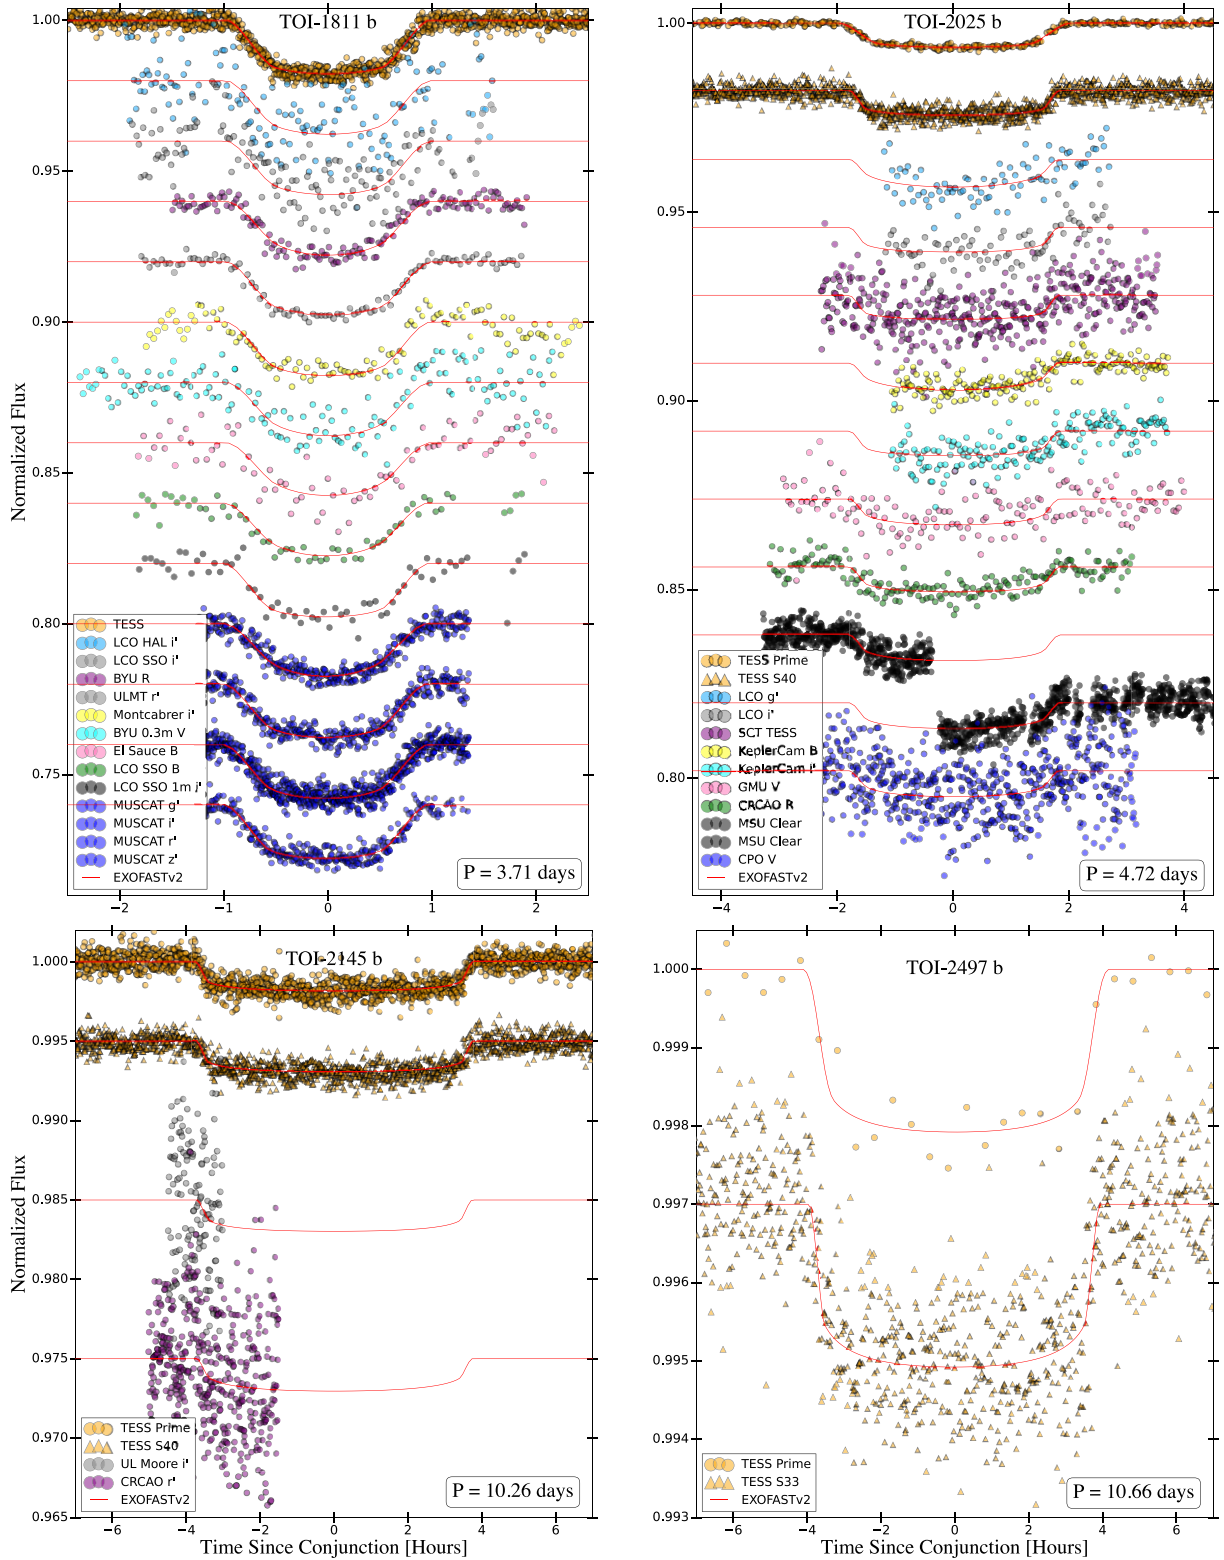 TOI-1811 b
1.00
0.95
0.90
0.85
0.80
0.75
Normalized Flux
TESS
LCO HAL i'
LCO SSO i'
BYU R
ULMT r'
Montcabrer i'
BYU 0.3m V
El Sauce B
LCO SSO B
LCO SSO 1m i'
MUSCAT g'
MUSCAT i'
MUSCAT r'
MUSCAT z'
EXOFASTv2
P = 3.71 days
−2 −1 0 1 2
TOI-2025 b
1.00
0.95
0.90
0.85
0.80
TESS Prime
TESS S40
LCO g'
LCO i'
SCT TESS
KeplerCam B
KeplerCam i'
GMU V
CRCAO R
MSU Clear
MSU Clear
CPO V
EXOFASTv2
P = 4.72 days
−4 −2 0 2 4
TOI-2145 b
1.000
0.995
0.990
0.985
0.980
0.975
0.970
0.965
Normalized Flux
TESS Prime
TESS S40
UL Moore i'
CRCAO r'
EXOFASTv2
P = 10.26 days
−6 −4 −2 0 2 4 6
Time Since Conjunction [Hours]
TOI-2497 b
1.000
0.999
0.998
0.997
0.996
0.995
0.994
0.993
TESS Prime
TESS S33
EXOFASTv2
P = 10.66 days
−6 −4 −2 0 2 4 6
Time Since Conjunction [Hours]